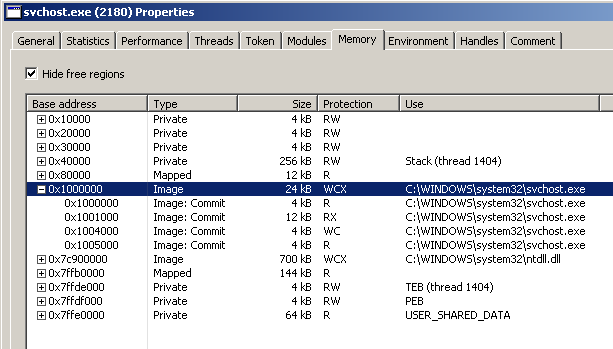 svchost.exe (2180) Properties
General Statistics Performance Threads Token Modules Memory Environment Handles Comment
Hide free regions
Base address Type Size Protection Use
0x10000 Private 4 kB RW
0x20000 Private 4 kB RW
0x30000 Private 4 kB RW
0x40000 Private 256 kB RW Stack (thread 1404)
0x80000 Mapped 12 kB R
0x1000000 Image 24 kB WCX C:\WINDOWS\system32\svchost.exe
0x1000000 Image: Commit 4 kB R C:\WINDOWS\system32\svchost.exe
0x1001000 Image: Commit 12 kB RX C:\WINDOWS\system32\svchost.exe
0x1004000 Image: Commit 4 kB WC C:\WINDOWS\system32\svchost.exe
0x1005000 Image: Commit 4 kB R C:\WINDOWS\system32\svchost.exe
0x7c900000 Image 700 kB WCX C:\WINDOWS\system32\ntdll.dll
0x7ffb0000 Mapped 144 kB R
0x7ffde000 Private 4 kB RW TEB (thread 1404)
0x7ffdf000 Private 4 kB RW PEB
0x7ffe0000 Private 64 kB R USER_SHARED_DATA